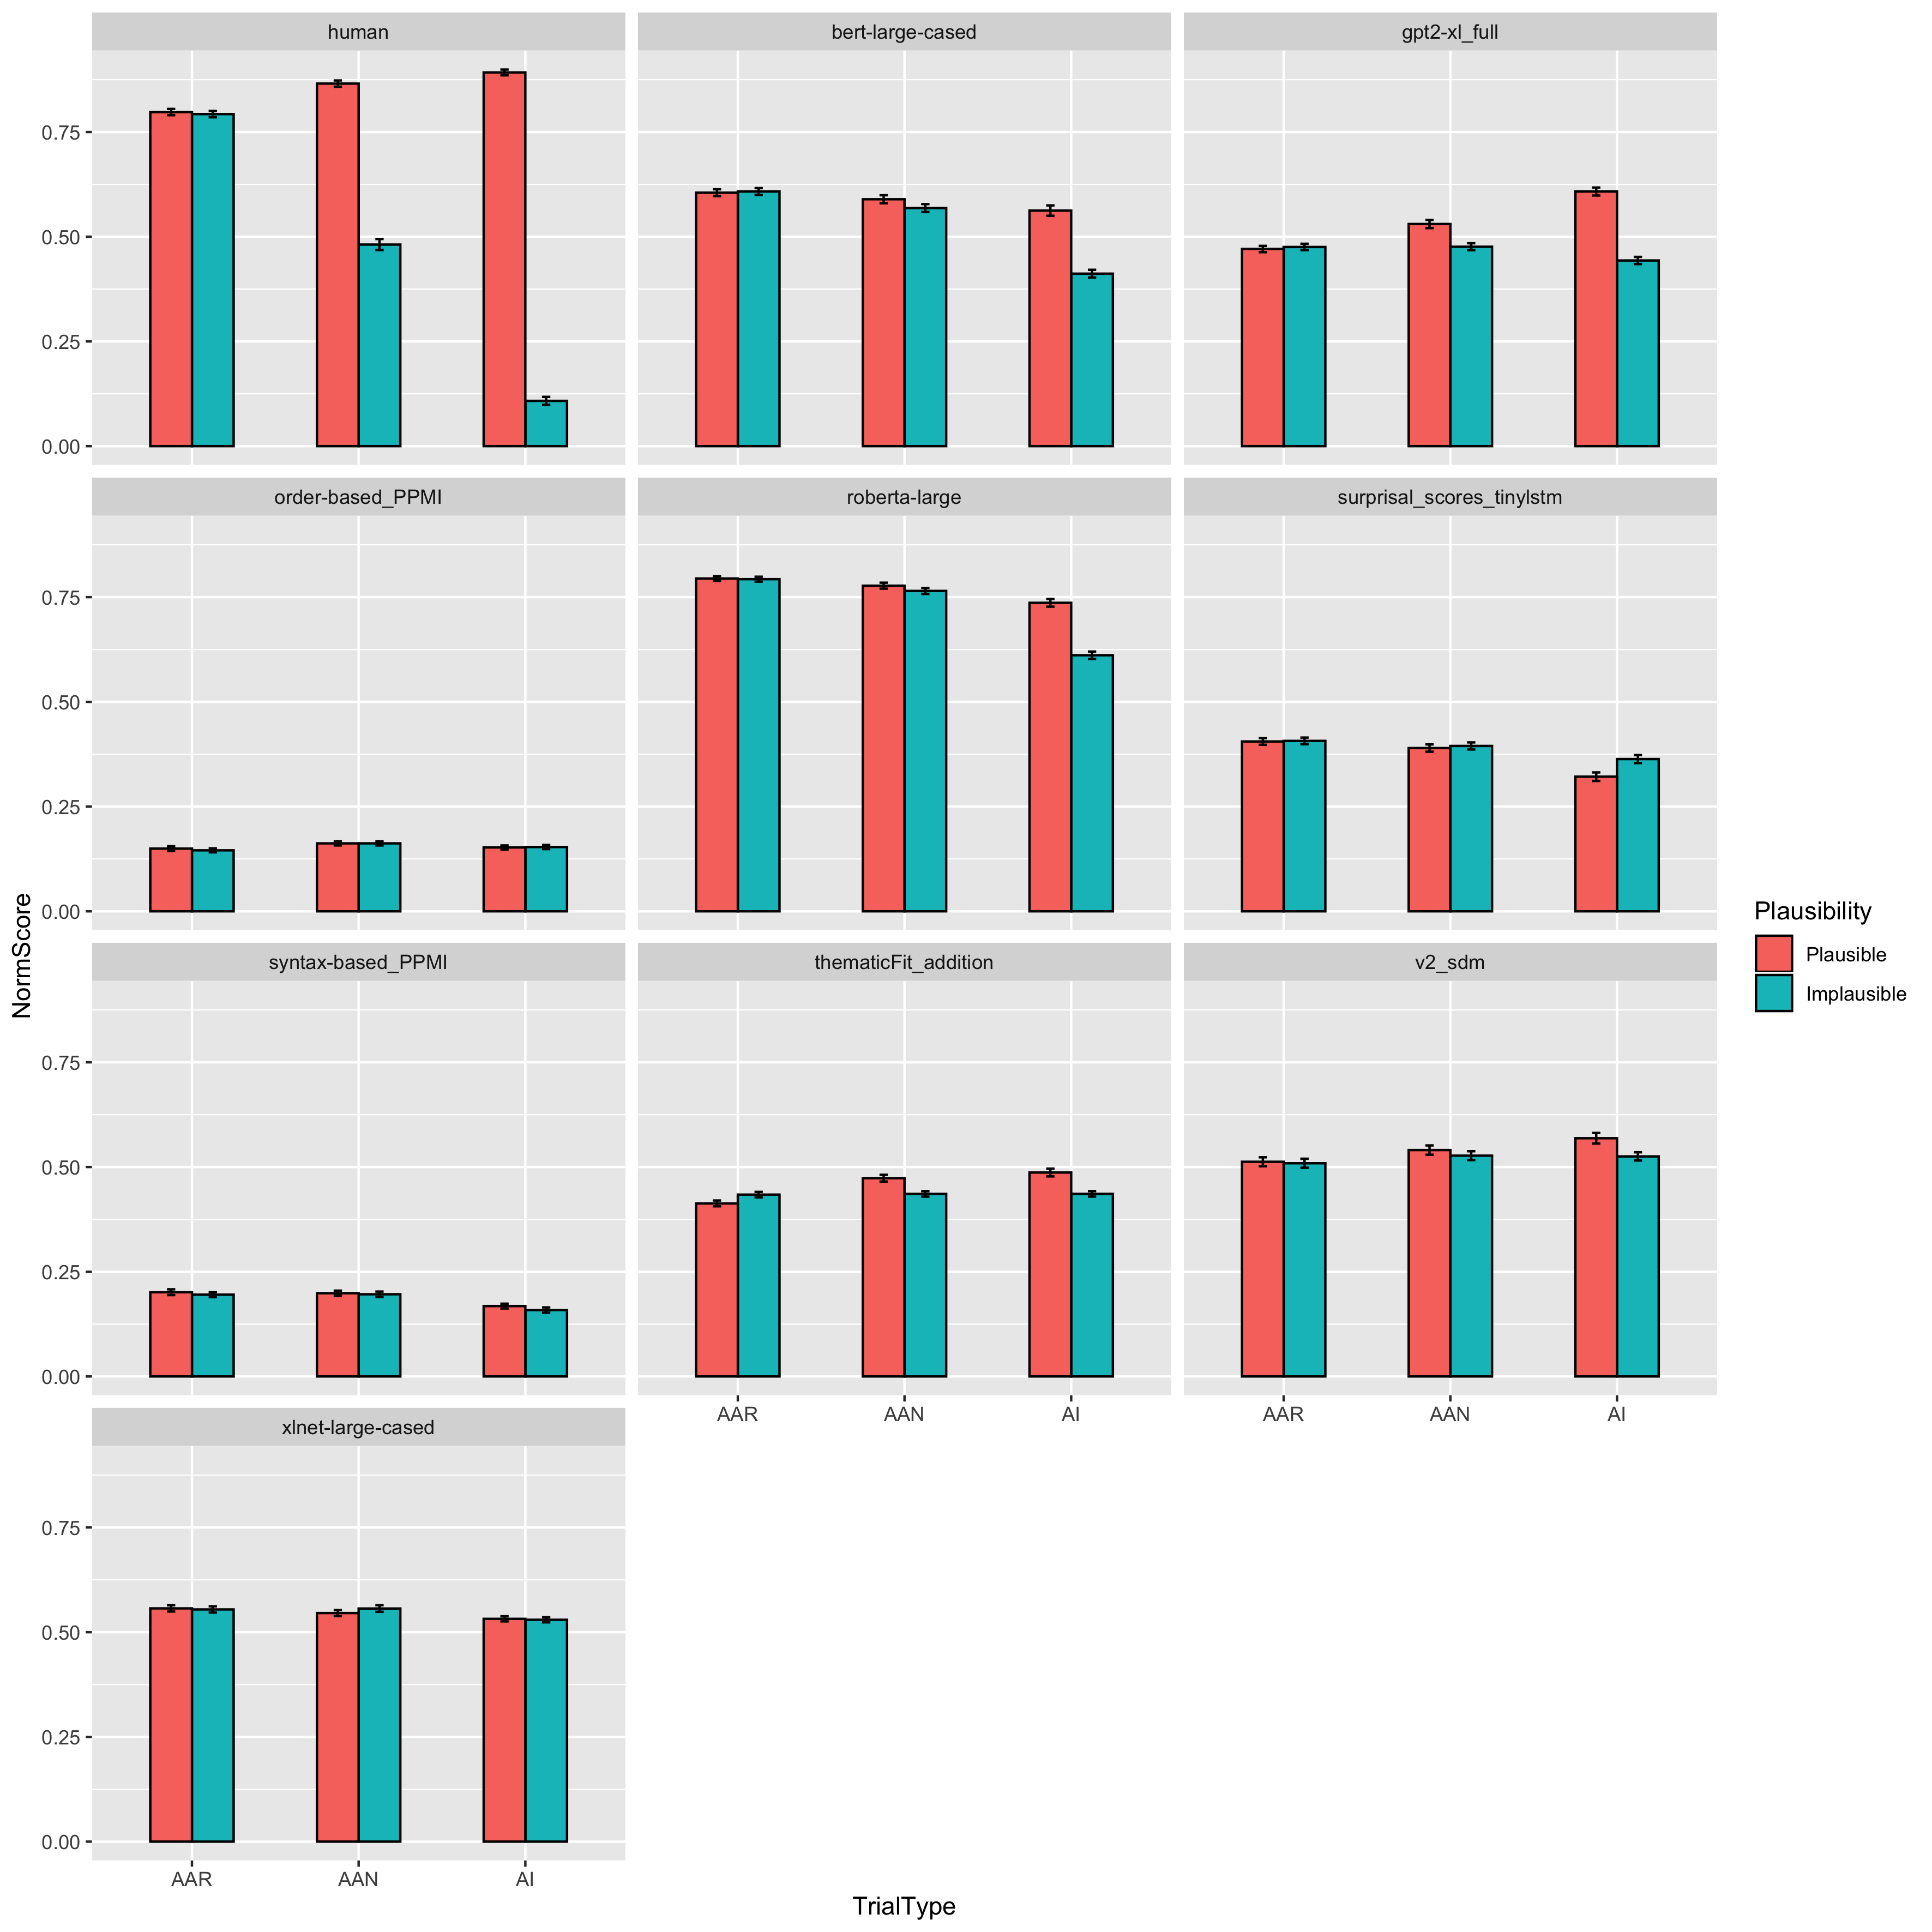 human
bert-large-cased
gpt2-xl_full
0.75
0.50
0.25
0.00
order-based_PPMI
roberta-large
surprisal_scores_tinylstm
0.75
0.50
0.25
0.00
NormScore
Plausibility
Plausible
Implausible
syntax-based_PPMI
thematicFit_addition
v2_sdm
0.75
0.50
0.25
0.00
AAR AAN AI
AAR AAN AI
xlnet-large-cased
0.75
0.50
0.25
0.00
AAR AAN AI
TrialType